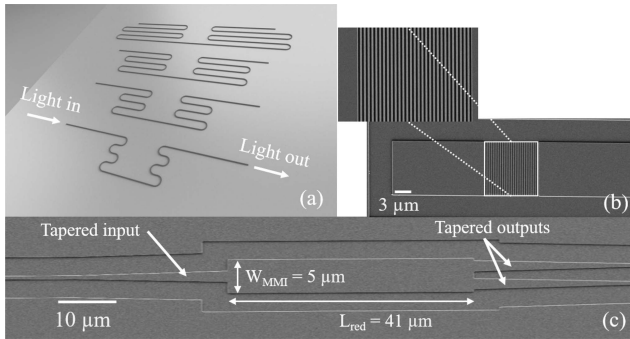 Light in
Light out
(a)
3 µm
(b)
Tapered input
Tapered outputs
W_MMI = 5 µm
10 µm
L_red = 41 µm
(c)